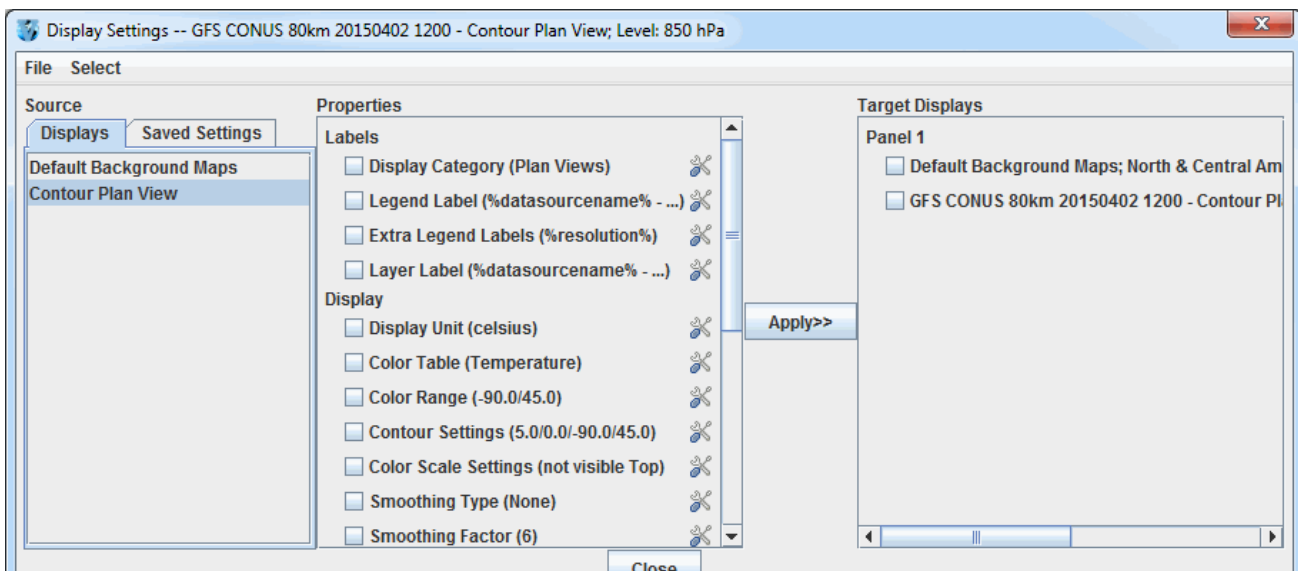 Display Settings -- GFS CONUS 80km 20150402 1200 - Contour Plan View; Level: 850 hPa
File Select
Source
Displays Saved Settings
Default Background Maps
Contour Plan View
Properties
Labels
Display Category (Plan Views)
Legend Label (%datasourcename% - ...)
Extra Legend Labels (%resolution%)
Layer Label (%datasourcename% - ...)
Display
Display Unit (celsius)
Color Table (Temperature)
Color Range (-90.0/45.0)
Contour Settings (5.0/0.0/-90.0/45.0)
Color Scale Settings (not visible Top)
Smoothing Type (None)
Smoothing Factor (6)
Apply>>
Target Displays
Panel 1
Default Background Maps; North & Central Am
GFS CONUS 80km 20150402 1200 - Contour Pl
Close